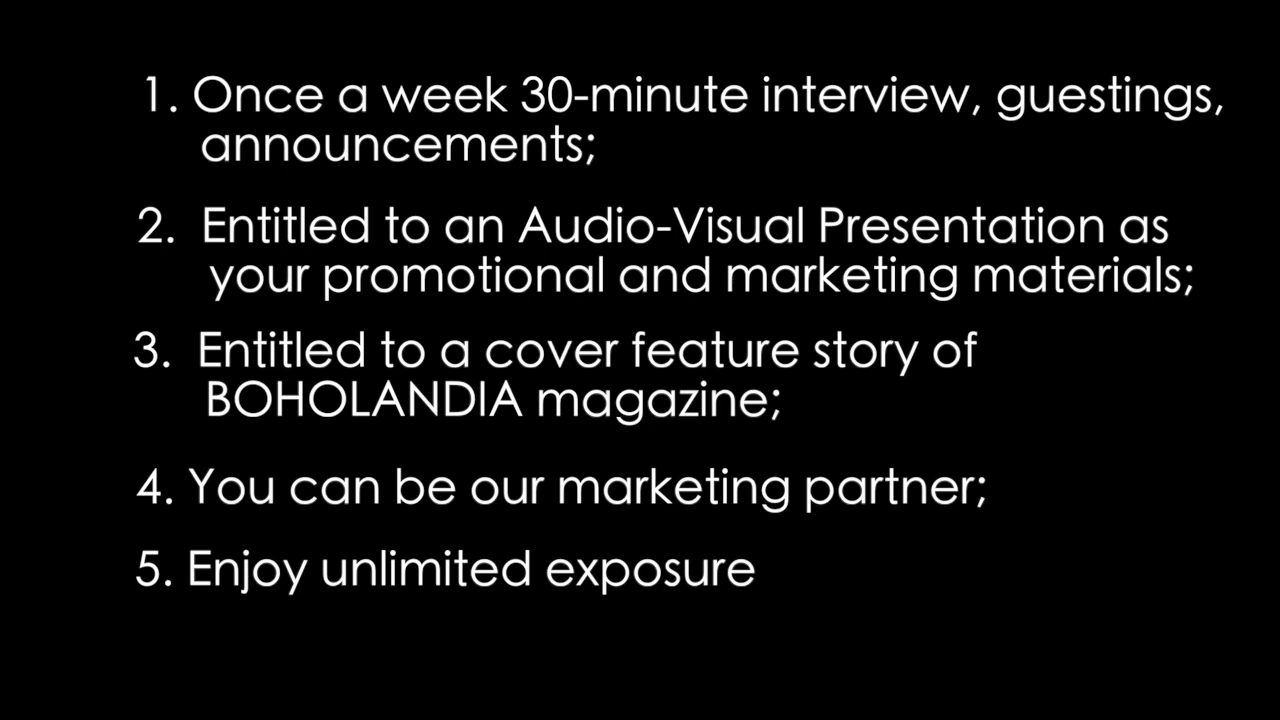 1. Once a week 30-minute interview, guestings,
announcements;
2. Entitled to an Audio-Visual Presentation as
your promotional and marketing materials;
3. Entitled to a cover feature story of
BOHOLANDIA magazine;
4. You can be our marketing partner;
5. Enjoy unlimited exposure